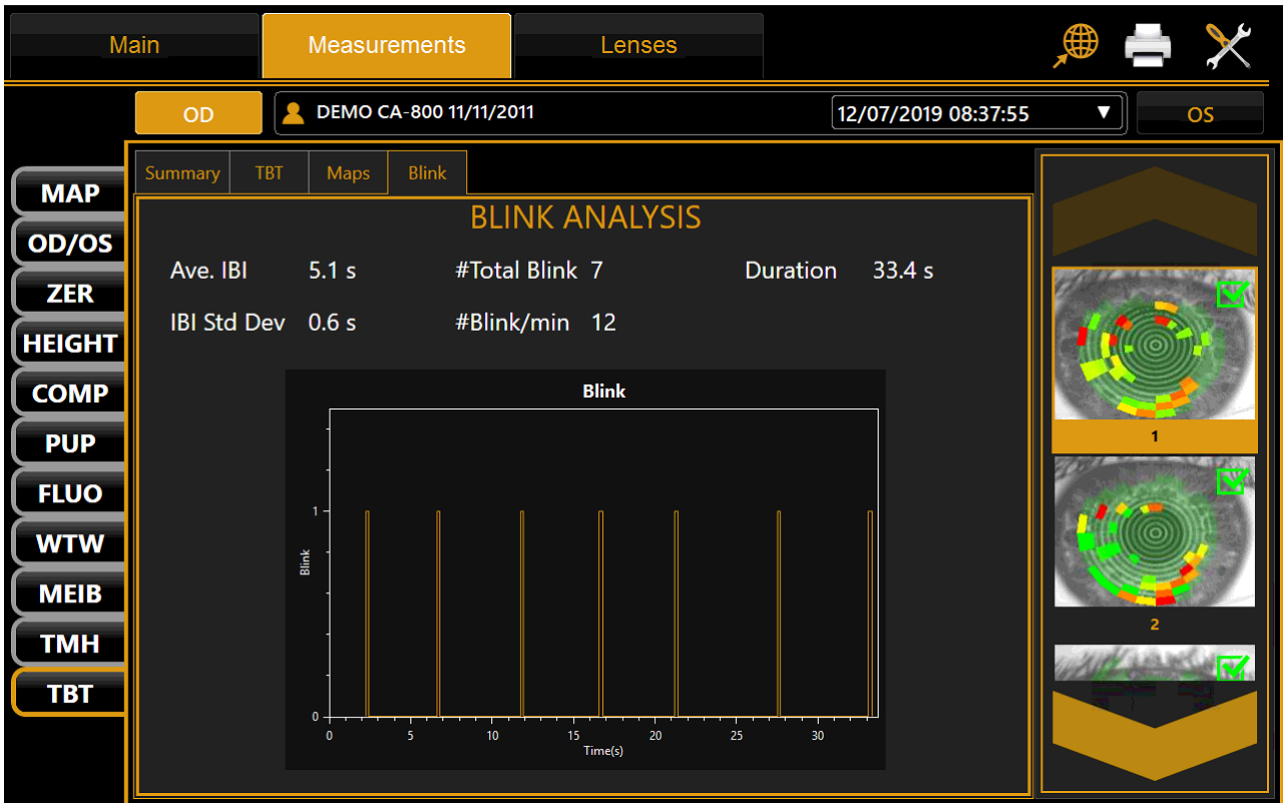 Main Measurements Lenses
OD DEMO CA-800 11/11/2011 12/07/2019 08:37:55 ▼ OS
MAP
OD/OS
ZER
HEIGHT
COMP
PUP
FLUO
WTW
MEIB
TMH
TBT
Summary TBT Maps Blink
BLINK ANALYSIS
Ave. IBI 5.1 s #Total Blink 7 Duration 33.4 s
IBI Std Dev 0.6 s #Blink/min 12
Blink
Blink
1
0
0 5 10 15 20 25 30
Time(s)
1
2